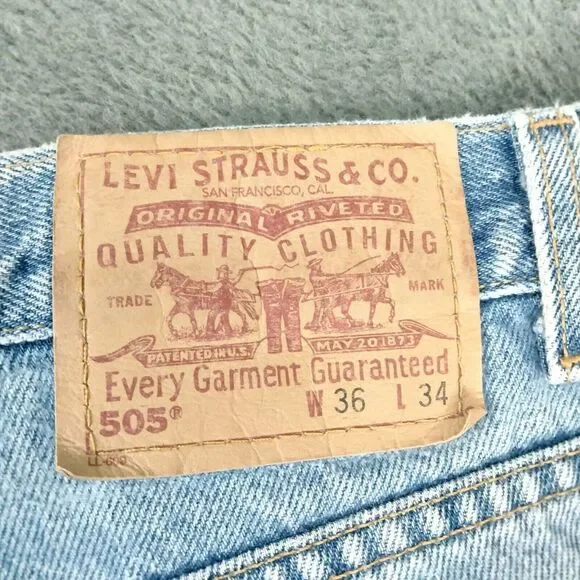 LEVI STRAUSS & CO.
SAN FRANCISCO, CAL.
ORIGINAL RIVETED
QUALITY CLOTHING
TRADE MARK
PATENTED IN U.S. MAY 20 1873
Every Garment Guaranteed
505® W 36 L 34